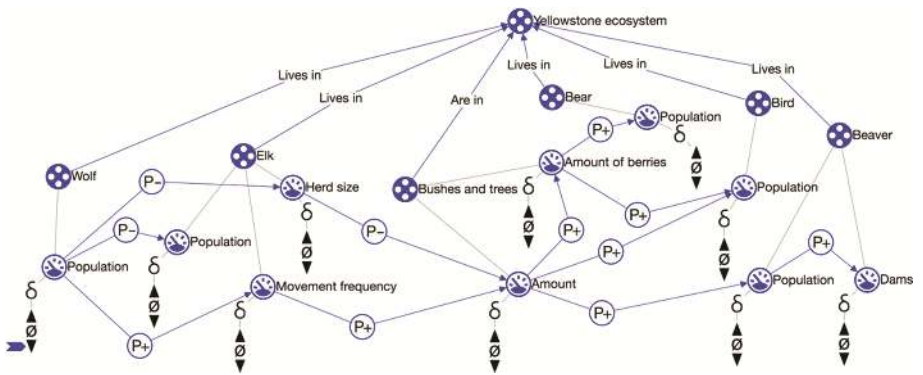 Yellowstone ecosystem
Lives in
Lives in
Are in
Lives in
Lives in
Lives in
Bear
Bird
Population
δ
Ø
Beaver
P+
Elk
Wolf
P-
Herd size
δ
Ø
Bushes and trees
Amount of berries
δ
Ø
P+
Population
δ
Ø
P-
Population
δ
Ø
P-
P+
P+
P+
Population
δ
Ø
Movement frequency
δ
Ø
Amount
δ
Ø
Population
δ
Ø
Dams
δ
Ø
P+
P+
P+